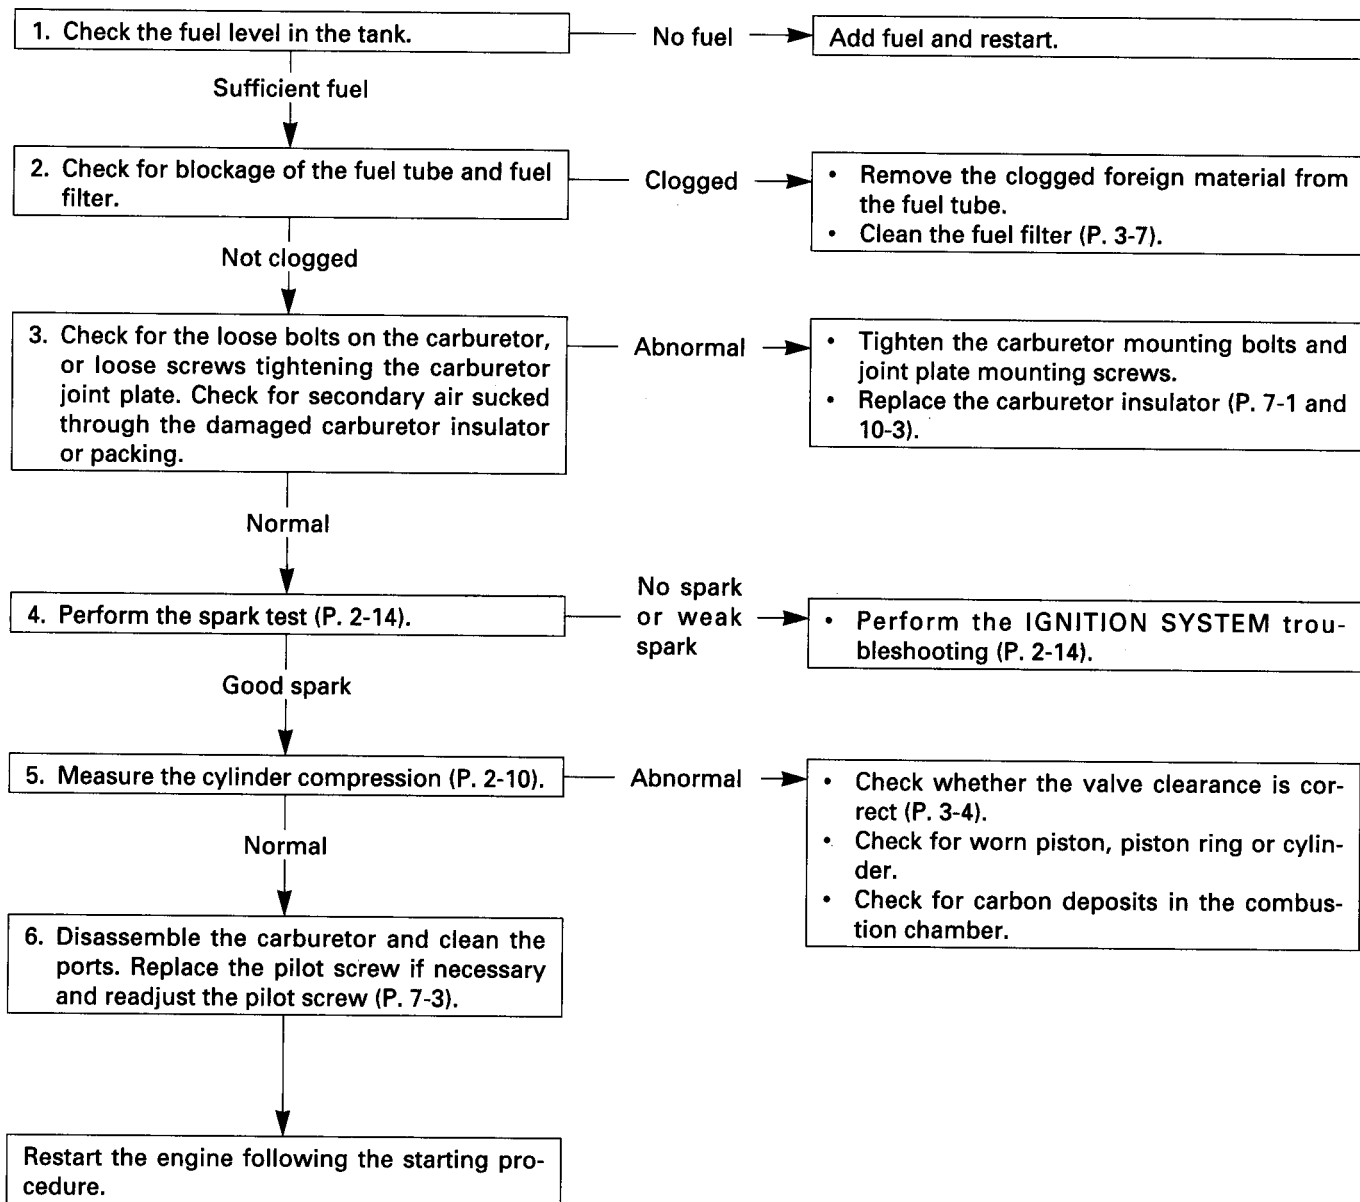 1. Check the fuel level in the tank.
No fuel
Add fuel and restart.
Sufficient fuel
2. Check for blockage of the fuel tube and fuel
filter.
Clogged
• Remove the clogged foreign material from
the fuel tube.
• Clean the fuel filter (P. 3-7).
Not clogged
3. Check for the loose bolts on the carburetor,
or loose screws tightening the carburetor
joint plate. Check for secondary air sucked
through the damaged carburetor insulator
or packing.
Abnormal
• Tighten the carburetor mounting bolts and
joint plate mounting screws.
• Replace the carburetor insulator (P. 7-1 and
10-3).
Normal
4. Perform the spark test (P. 2-14).
No spark
or weak
spark
• Perform the IGNITION SYSTEM trou-
bleshooting (P. 2-14).
Good spark
5. Measure the cylinder compression (P. 2-10).
Abnormal
• Check whether the valve clearance is cor-
rect (P. 3-4).
• Check for worn piston, piston ring or cylin-
der.
• Check for carbon deposits in the combus-
tion chamber.
Normal
6. Disassemble the carburetor and clean the
ports. Replace the pilot screw if necessary
and readjust the pilot screw (P. 7-3).
Restart the engine following the starting pro-
cedure.